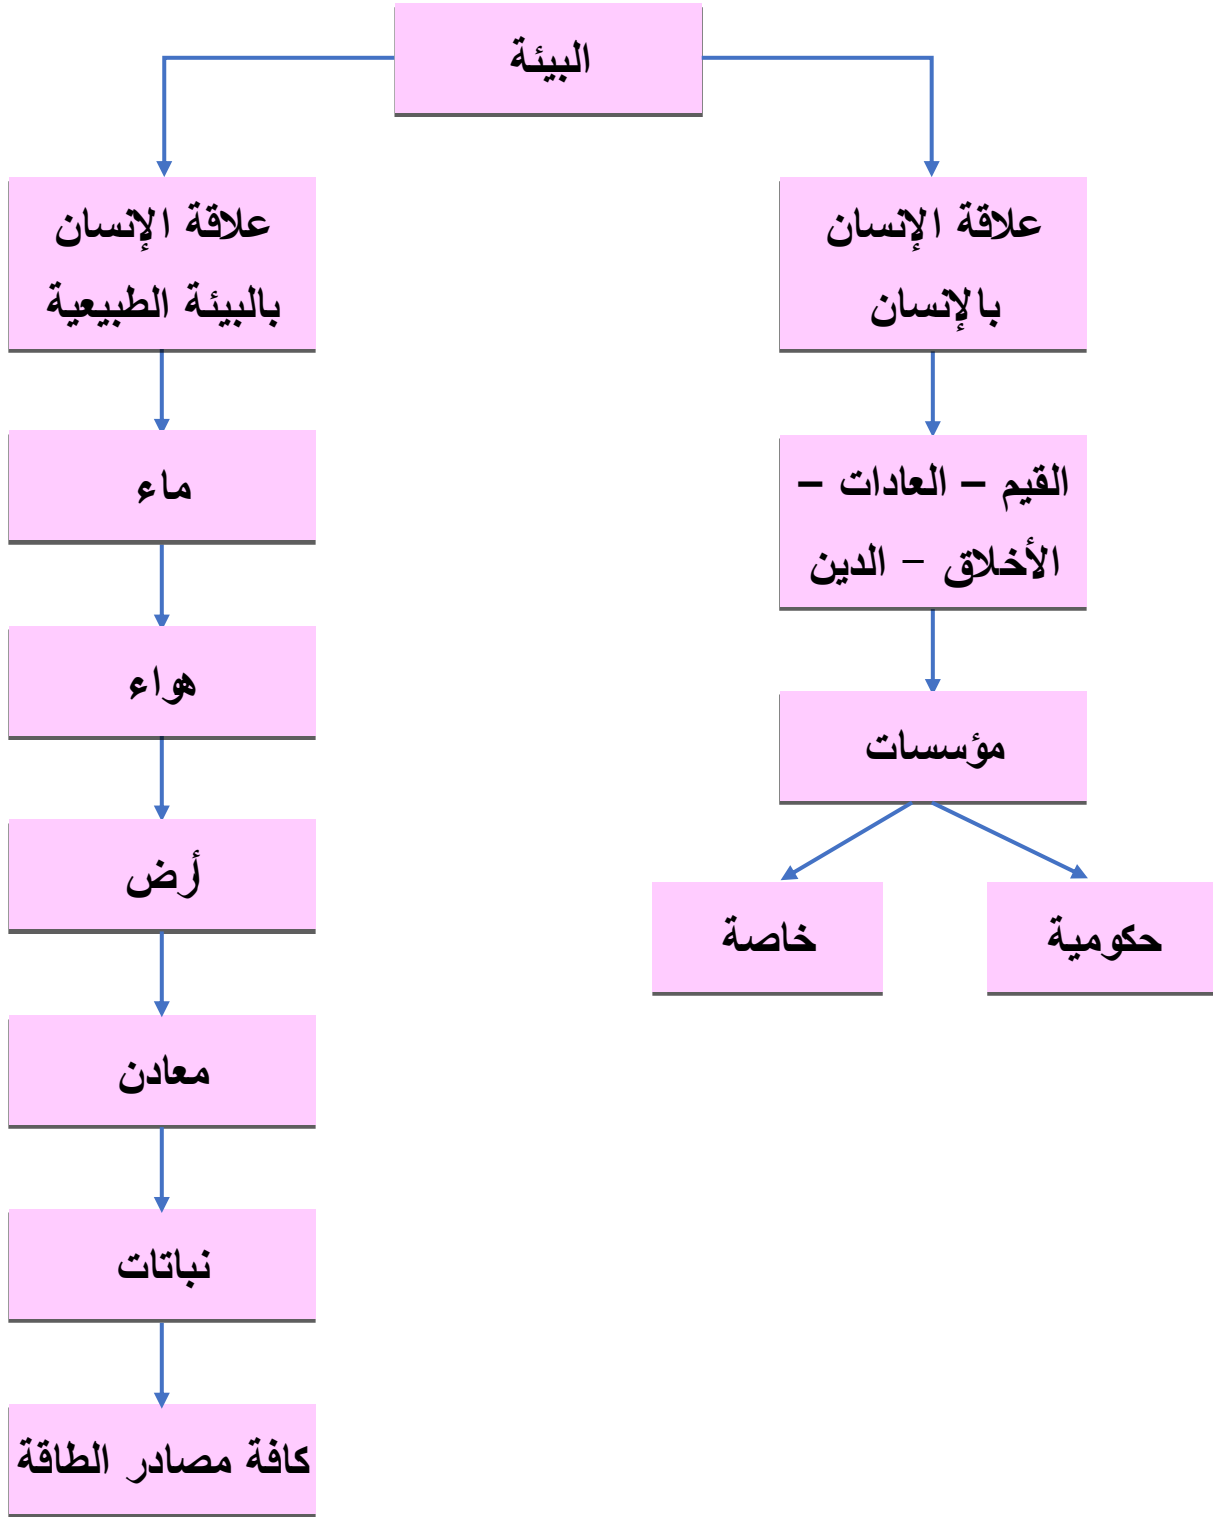 البيئة
علاقة الإنسان
بالإنسان
القيم – العادات –
الأخلاق – الدين
مؤسسات
حكومية
خاصة
علاقة الإنسان
بالبيئة الطبيعية
ماء
هواء
أرض
معادن
نباتات
كافة مصادر الطاقة